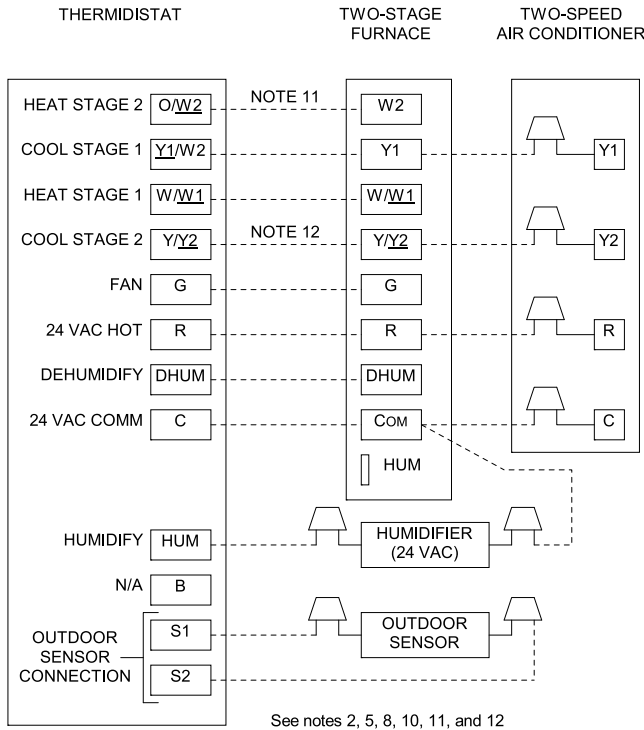 THERMIDISTAT
TWO-STAGE
FURNACE
TWO-SPEED
AIR CONDITIONER
HEAT STAGE 2 O/W2 NOTE 11 W2
COOL STAGE 1 Y1/W2 Y1 Y1
HEAT STAGE 1 W/W1 W/W1
COOL STAGE 2 Y/Y2 NOTE 12 Y/Y2 Y2
FAN G G
24 VAC HOT R R R
DEHUMIDIFY DHUM DHUM
24 VAC COMM C COM C
HUM
HUMIDIFY HUM HUMIDIFIER
(24 VAC)
N/A B
OUTDOOR
SENSOR
CONNECTION
S1
S2
OUTDOOR
SENSOR
See notes 2, 5, 8, 10, 11, and 12